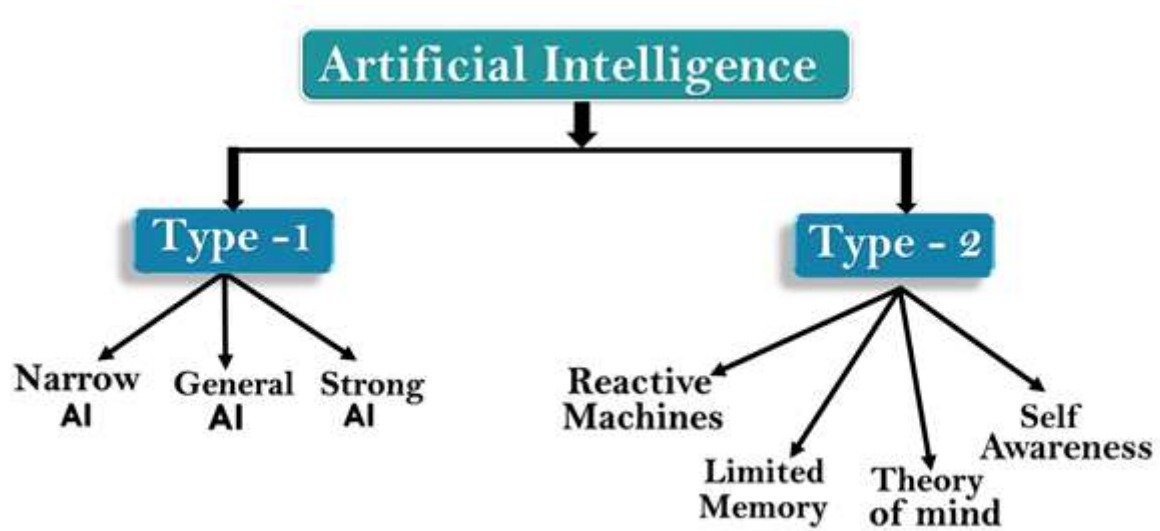 Artificial Intelligence
Type -1
Type - 2
Narrow
AI
General
AI
Strong
AI
Reactive
Machines
Limited
Memory
Theory
of mind
Self
Awareness